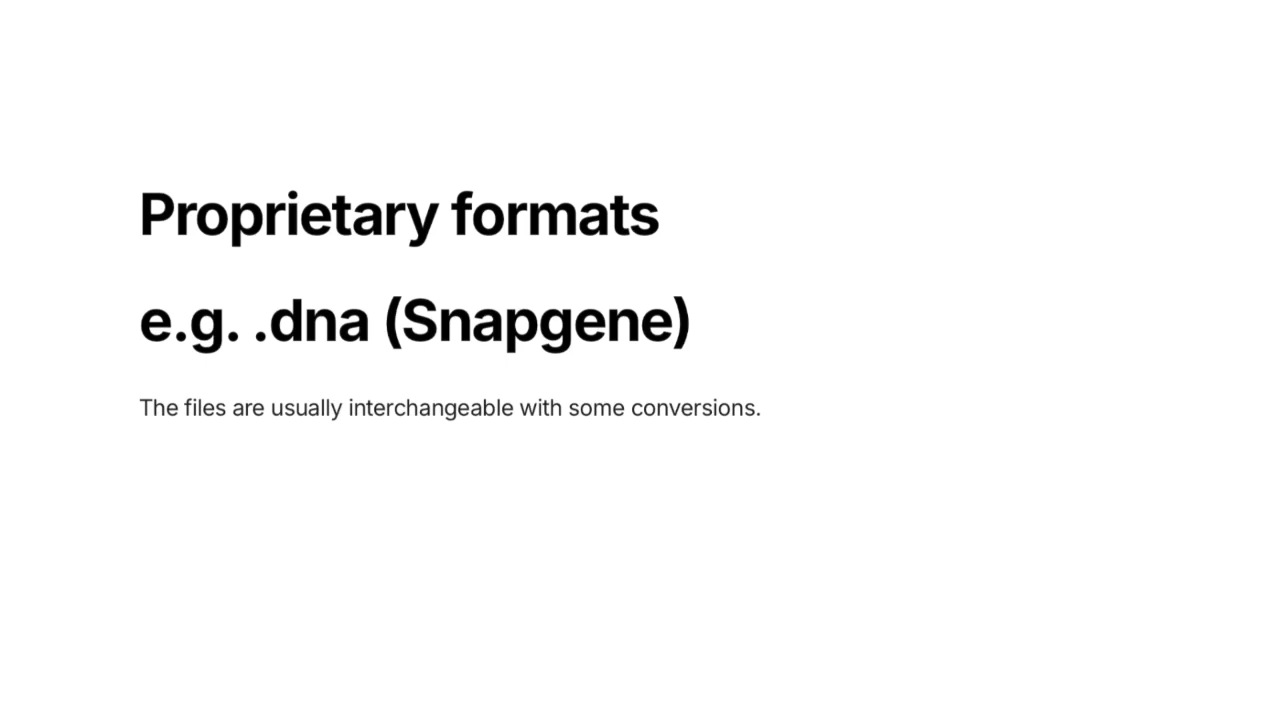 Proprietary formats
e.g. .dna (Snapgene)
The files are usually interchangeable with some conversions.